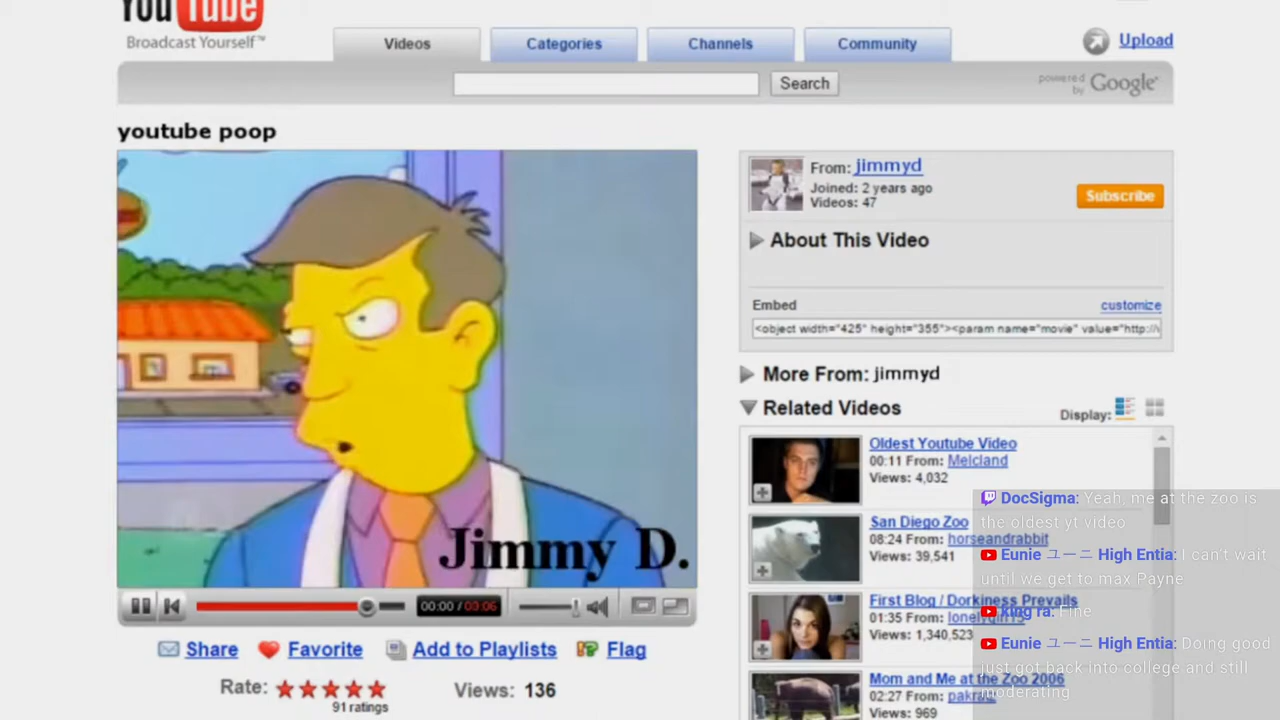 You Tube
Broadcast Yourself™
Videos
Categories
Channels
Community
Upload
Search
powered by Google
youtube poop
Jimmy D.
00:00 / 03:06
Share
Favorite
Add to Playlists
Flag
Rate:
91 ratings
Views: 136
From: jimmyd
Joined: 2 years ago
Videos: 47
Subscribe
About This Video
Embed
customize
<object width="425" height="355"><param name="movie" value="http://
More From: jimmyd
Related Videos
Display:
Oldest Youtube Video
00:11 From: Melcland
Views: 4,032
San Diego Zoo
08:24 From: horseandrabbit
Views: 39,541
First Blog / Dorkiness Prevails
01:35 From: lonelygirl15
Views: 1,340,523
Mom and Me at the Zoo 2006
02:27 From:
Views: 969
DocSigma: Yeah, me at the zoo is
the oldest yt video
Eunie ユーニ High Entia: I can't wait
until we get to max Payne
king ra: Fine
Eunie ユーニ High Entia: Doing good
just got back into college and still
moderating